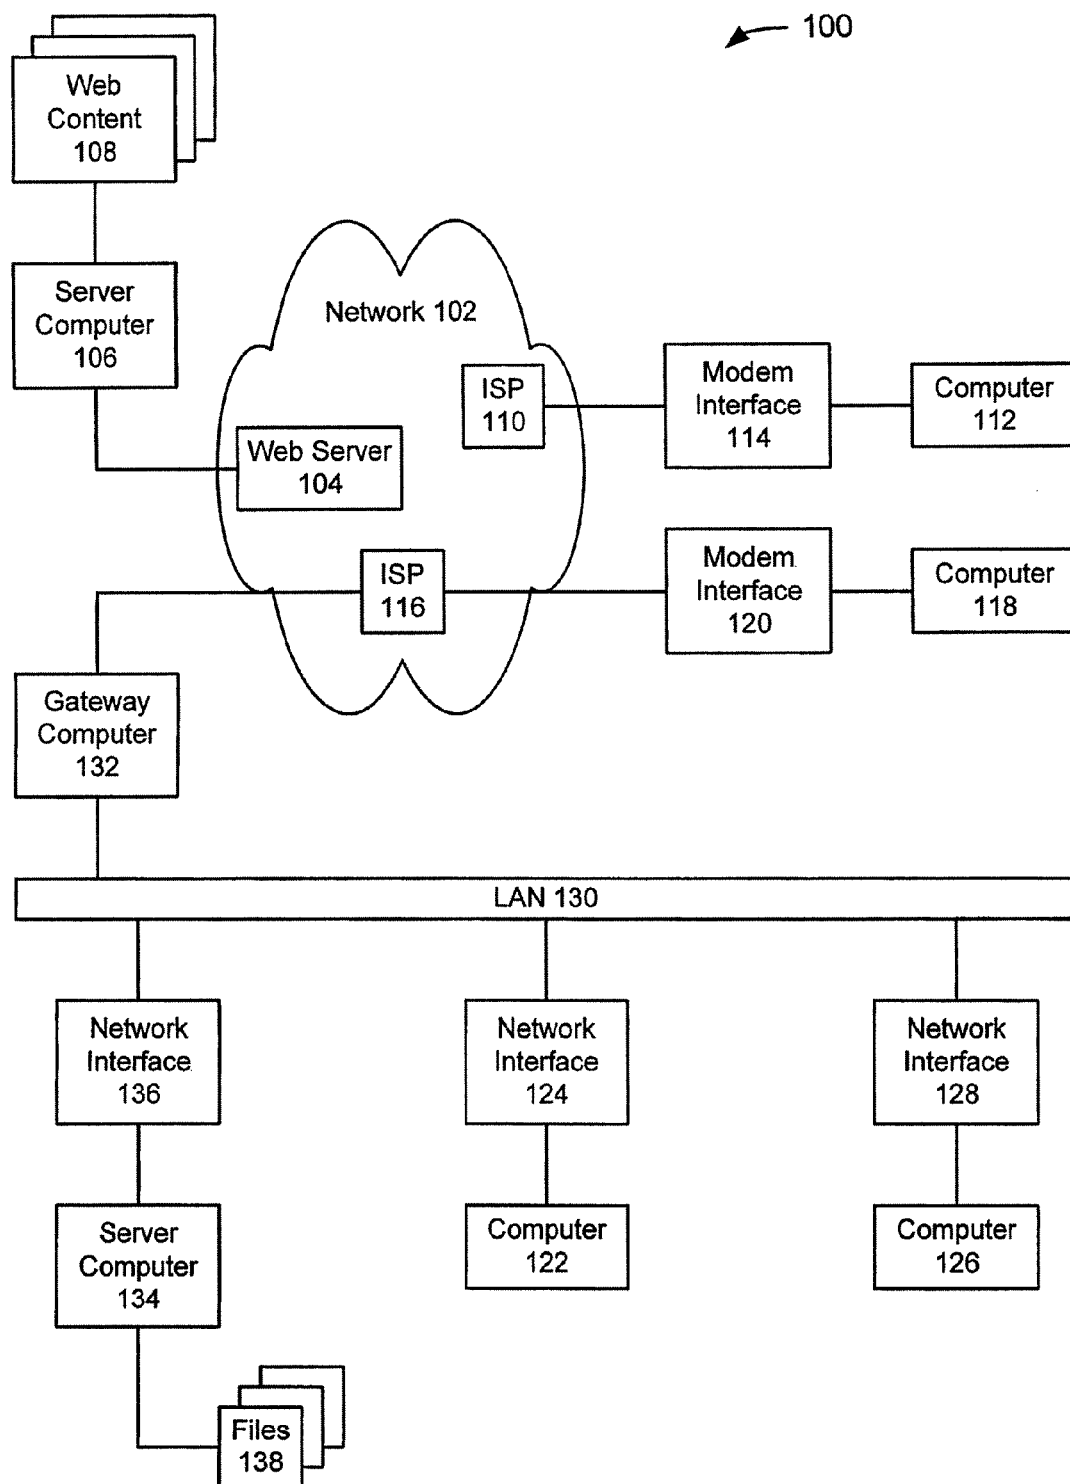 100
Web
Content
108
Server
Computer
106
Network 102
ISP
110
Modem
Interface
114
Computer
112
Web Server
104
ISP
116
Modem
Interface
120
Computer
118
Gateway
Computer
132
LAN 130
Network
Interface
136
Network
Interface
124
Network
Interface
128
Server
Computer
134
Computer
122
Computer
126
Files
138